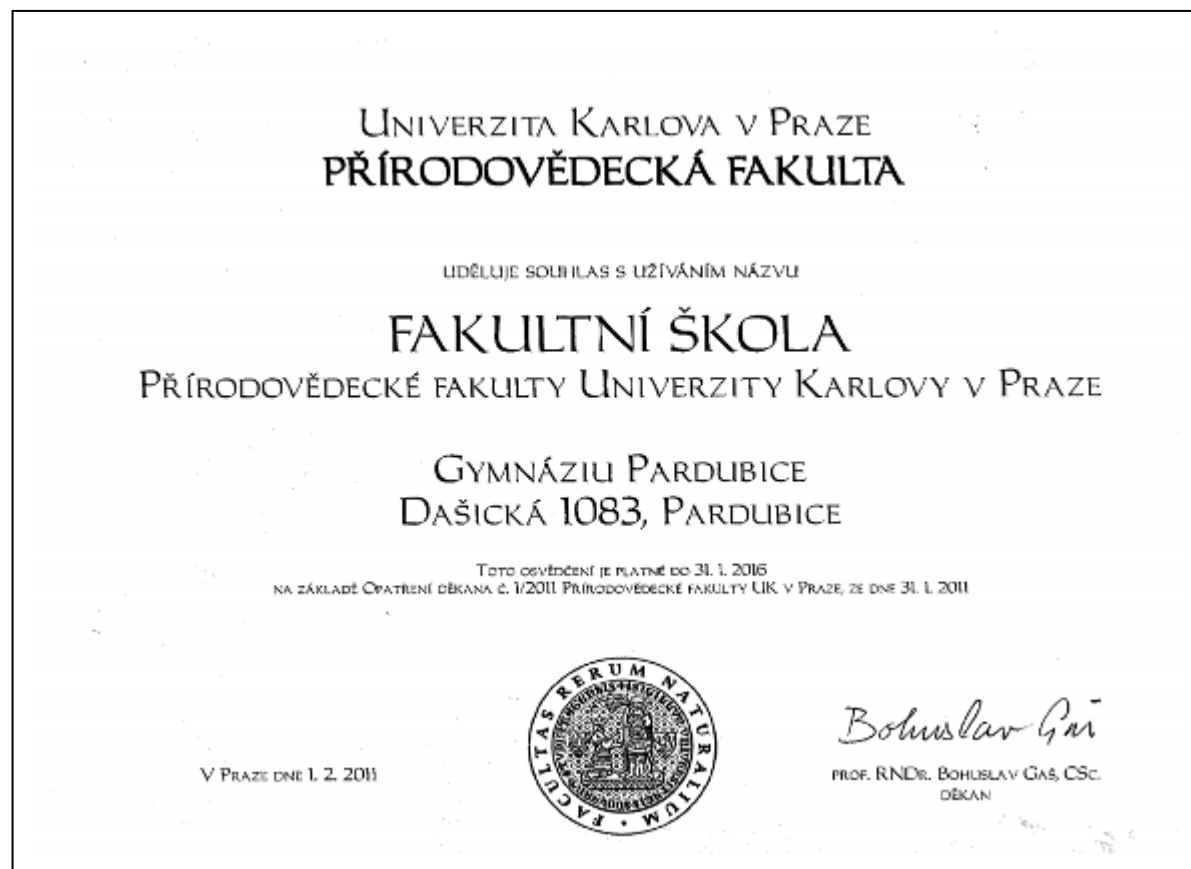 Univerzita Karlova v Praze
PŘÍRODOVĚDECKÁ FAKULTA
uděluje souhlas s užíváním názvu
FAKULTNÍ ŠKOLA
Přírodovědecké fakulty Univerzity Karlovy v Praze
Gymnáziu Pardubice
Dašická 1083, Pardubice
Toto osvědčení je platné do 31. 1. 2016
na základě Opatření děkana č. 1/2011 Přírodovědecké fakulty UK v Praze, ze dne 31. 1. 2011
FACULTAS RERUM NATURALIUM
Bohuslav Gaš
V Praze dne 1. 2. 2011
prof. RNDr. Bohuslav Gaš, CSc.
děkan